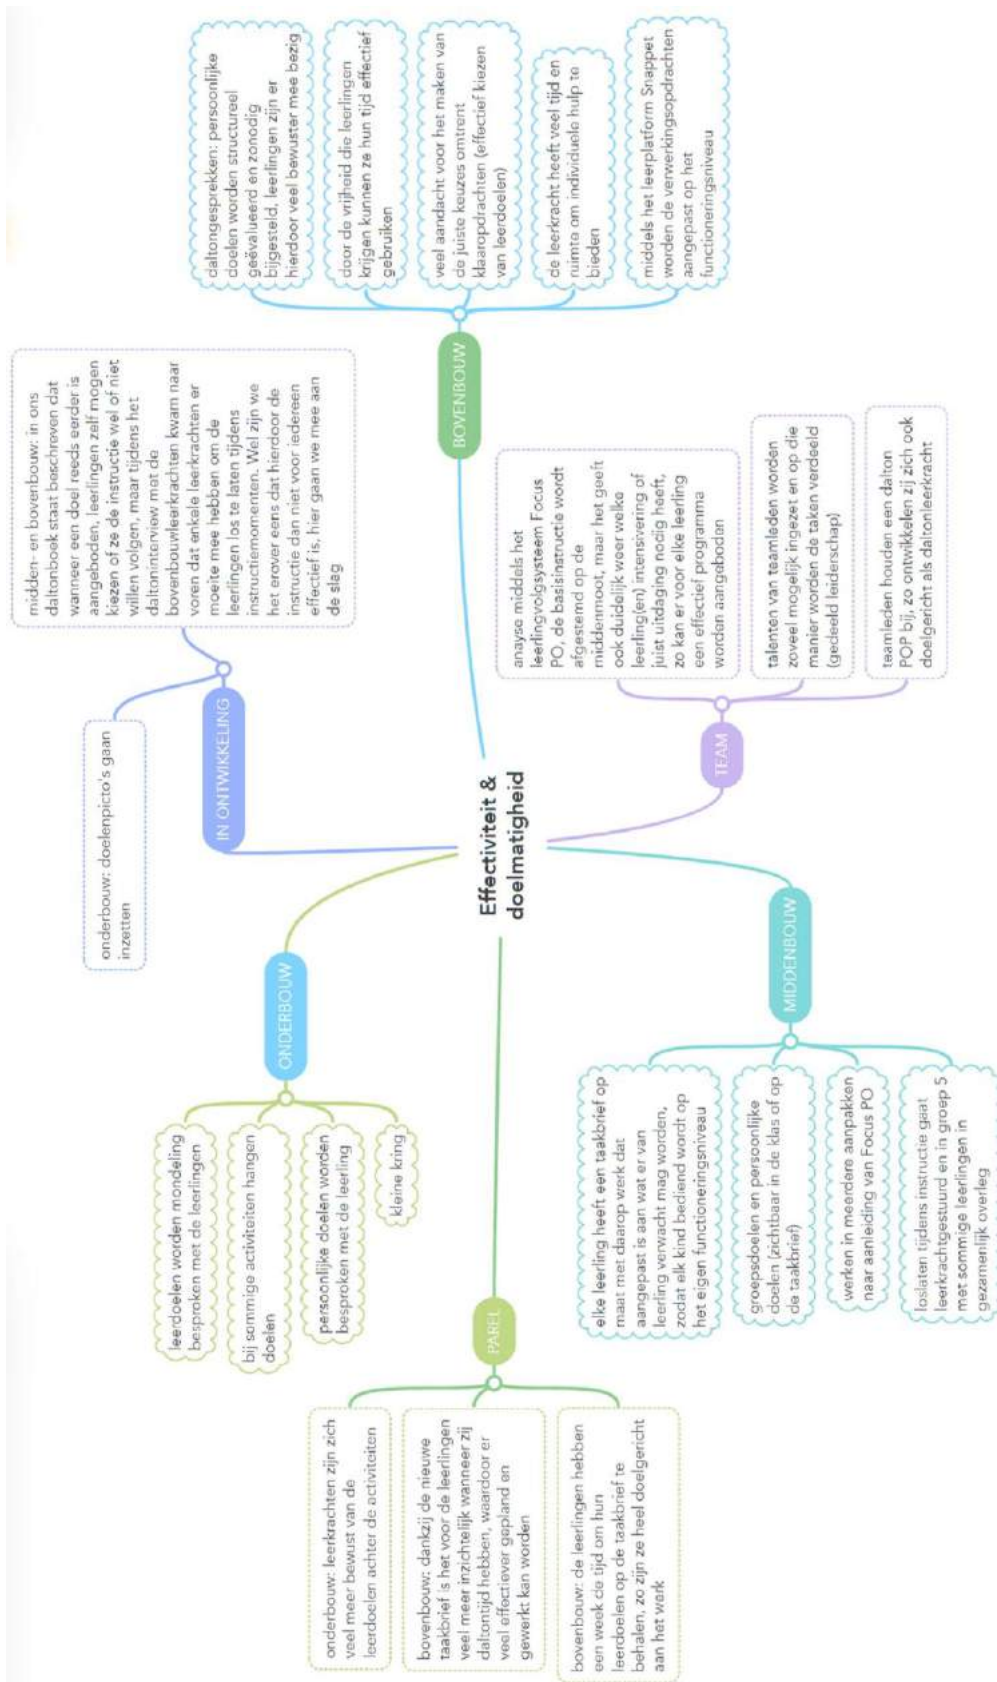 Effectiviteit &
doelmatigheid
PAREL
onderbouw: leerkrachten zijn zich
veel meer bewust van de
leerdoelen achter de activiteiten
bovenbouw: dankzij de nieuwe
taakbrief is het voor de leerlingen
veel meer inzichtelijk wanneer zij
daltontijd hebben, waardoor er
veel effectiever gepland en
gewerkt kan worden
bovenbouw: de leerlingen hebben
een week de tijd om hun
leerdoelen op de taakbrief te
behalen, zo zijn ze heel doelgericht
aan het werk
ONDERBOUW
leerdoelen worden mondeling
besproken met de leerlingen
bij sommige activiteiten hangen
doelen
persoonlijke doelen worden
besproken met de leerling
kleine kring
IN ONTWIKKELING
onderbouw: doelenpicto's gaan
inzetten
midden- en bovenbouw: in ons
daltonboek staat beschreven dat
wanneer een doel reeds eerder is
aangeboden, leerlingen zelf mogen
kiezen of ze de instructie wel of niet
willen volgen, maar tijdens het
daltoninterview met de
bovenbouwleerkrachten kwam naar
voren dat enkele leerkrachten er
moeite mee hebben om de
leerlingen los te laten tijdens
instructiemomenten. Wel zijn we
het erover eens dat hierdoor de
instructie dan niet voor iedereen
effectief is, hier gaan we mee aan
de slag
BOVENBOUW
daltongesprekken: persoonlijke
doelen worden structureel
geëvalueerd en zonodig
bijgesteld, leerlingen zijn er
hierdoor veel bewuster mee bezig
door de vrijheid die leerlingen
krijgen kunnen ze hun tijd effectief
gebruiken
veel aandacht voor het maken van
de juiste keuzes omtrent
klaaropdrachten (effectief kiezen
van leerdoelen)
de leerkracht heeft veel tijd en
ruimte om individuele hulp te
bieden
middels het leerplatform Snappet
worden de verwerkingsopdrachten
aangepast op het
functioneringsniveau
TEAM
anayse middels het
leerlingvolgsysteem Focus
PO, de basisinstructie wordt
afgestemd op de
middenmoot, maar het geeft
ook duidelijk weer welke
leerling(en) intensivering of
juist uitdaging nodig heeft,
zo kan er voor elke leerling
een effectief programma
worden aangeboden
talenten van teamleden worden
zoveel mogelijk ingezet en op die
manier worden de taken verdeeld
(gedeeld leiderschap)
teamleden houden een dalton
POP bij, zo ontwikkelen zij zich ook
doelgericht als daltonleerkracht
MIDDENBOUW
elke leerling heeft een taakbrief op
maat met daarop werk dat
aangepast is aan wat er van
leerling verwacht mag worden,
zodat elk kind bediend wordt op
het eigen functioneringsniveau
groepsdoelen en persoonlijke
doelen (zichtbaar in de klas of op
de taakbrief)
werken in meerdere aanpakken
naar aanleiding van Focus PO
loslaten tijdens instructie gaat
leerkrachtgestuurd en in groep 5
met sommige leerlingen in
gezamenlijk overleg